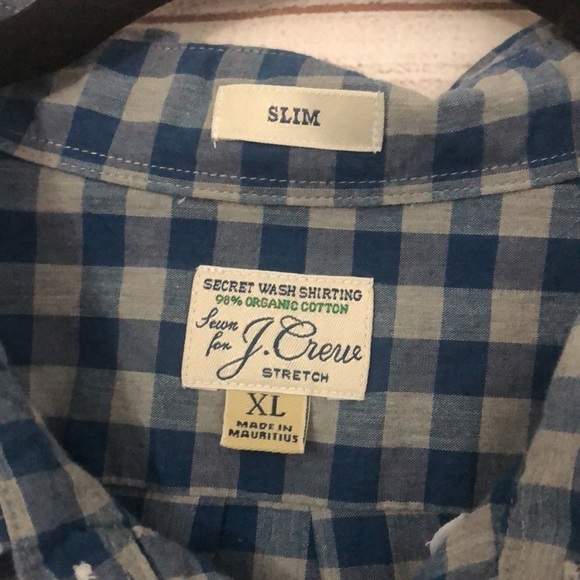 SLIM
SECRET WASH SHIRTING
98% ORGANIC COTTON
Sewn
for J.Crew
STRETCH
XL
MADE IN
MAURITIUS